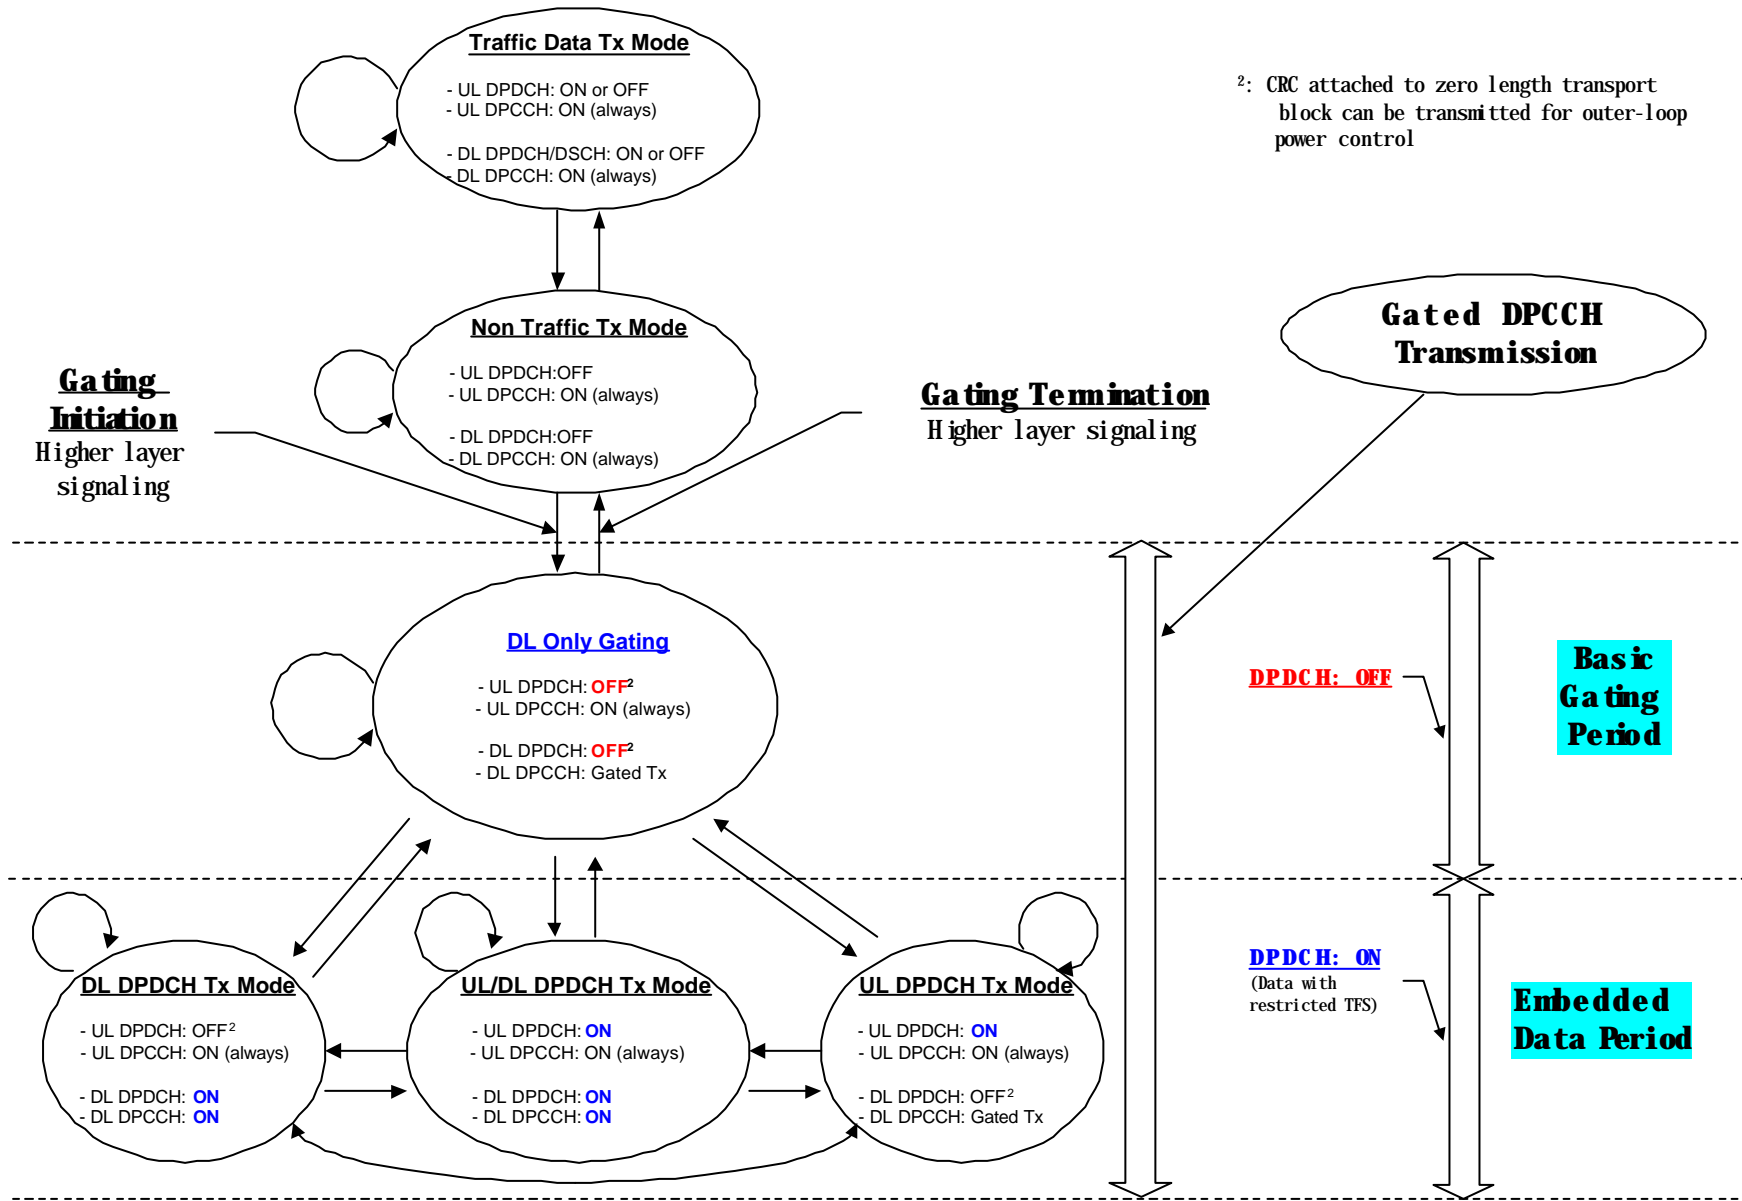 Traffic Data Tx Mode
- UL DPDCH: ON or OFF
- UL DPCCH: ON (always)
- DL DPDCH/DSCH: ON or OFF
- DL DPCCH: ON (always)
²: CRC attached to zero length transport
block can be transmitted for outer-loop
power control
Non Traffic Tx Mode
- UL DPDCH:OFF
- UL DPCCH: ON (always)
- DL DPDCH:OFF
- DL DPCCH: ON (always)
Gating
Initiation
Higher layer
signaling
Gating Termination
Higher layer signaling
Gated DPCCH
Transmission
DL Only Gating
- UL DPDCH: OFF²
- UL DPCCH: ON (always)
- DL DPDCH: OFF²
- DL DPCCH: Gated Tx
DPDCH: OFF
Basic
Gating
Period
DL DPDCH Tx Mode
- UL DPDCH: OFF²
- UL DPCCH: ON (always)
- DL DPDCH: ON
- DL DPCCH: ON
UL/DL DPDCH Tx Mode
- UL DPDCH: ON
- UL DPCCH: ON (always)
- DL DPDCH: ON
- DL DPCCH: ON
UL DPDCH Tx Mode
- UL DPDCH: ON
- UL DPCCH: ON (always)
- DL DPDCH: OFF²
- DL DPCCH: Gated Tx
DPDCH: ON
(Data with
restricted TFS)
Embedded
Data Period